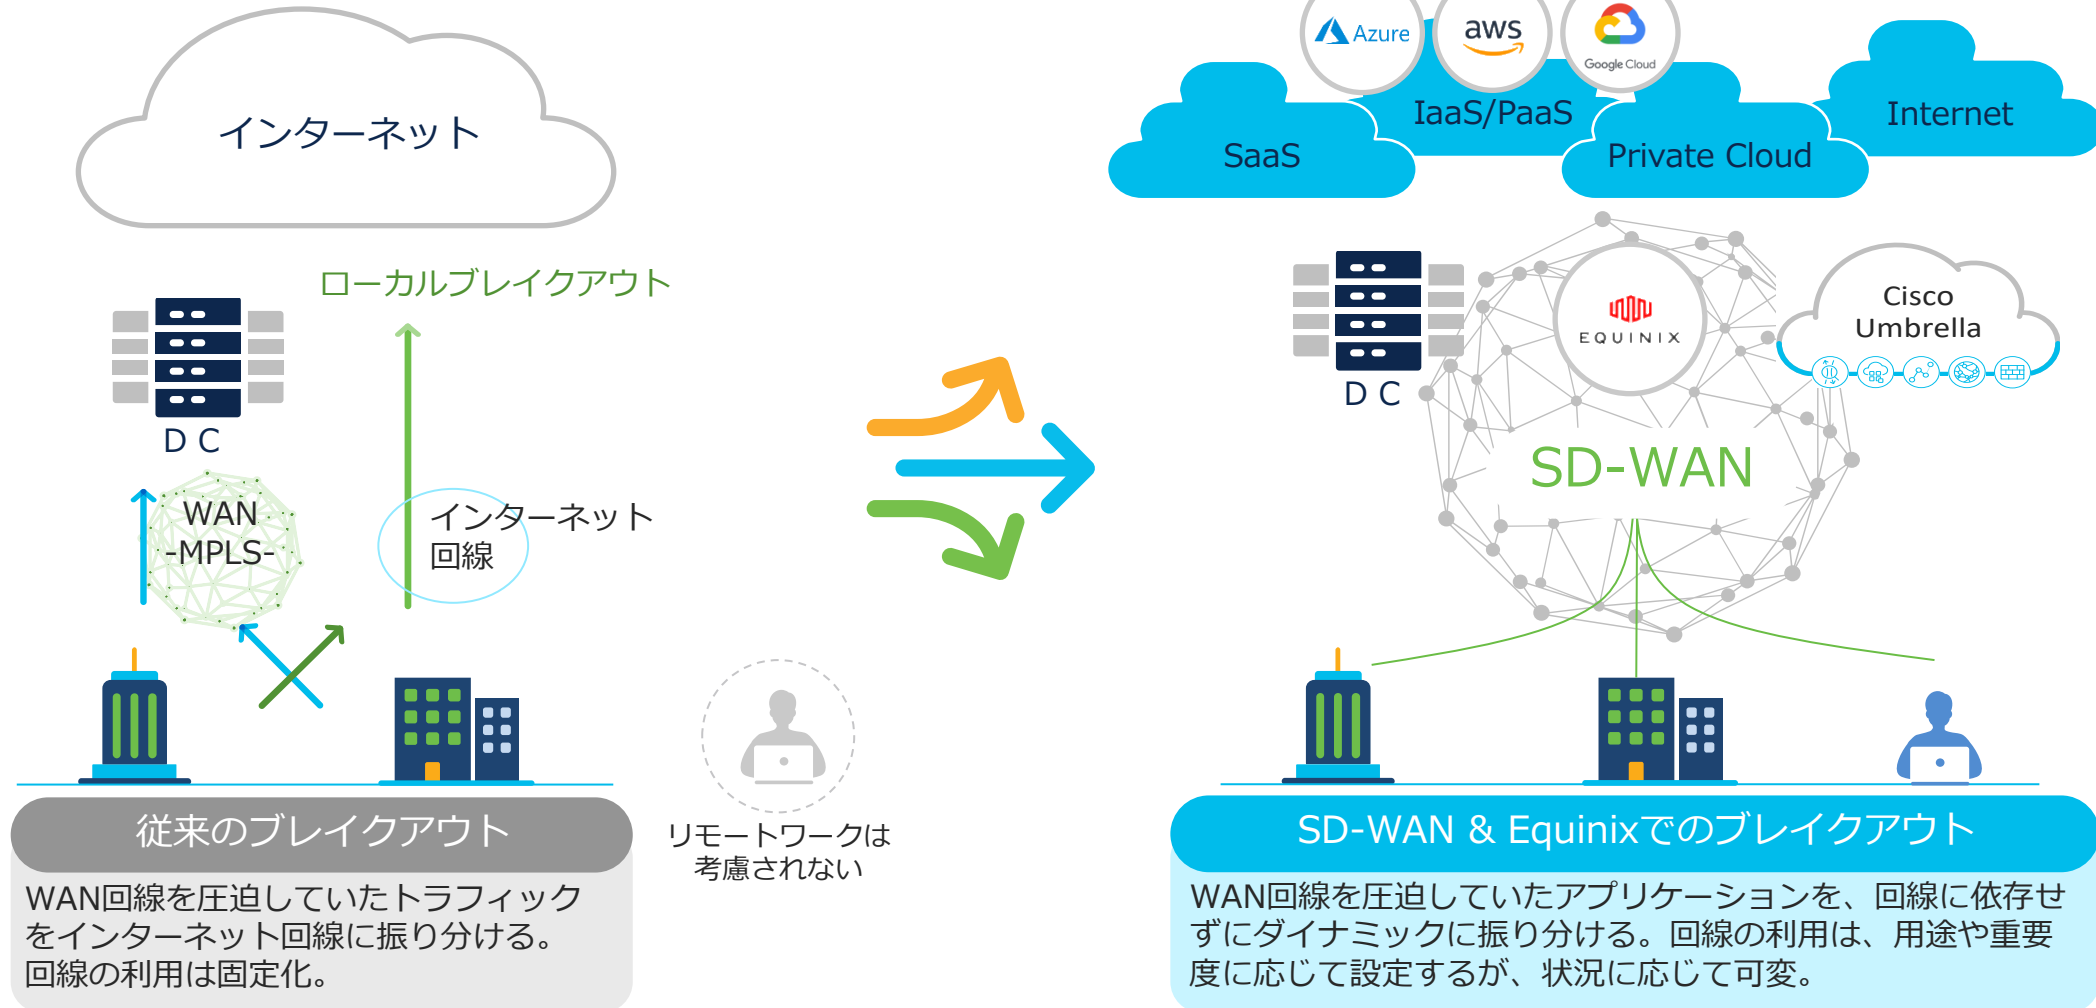 インターネット
ローカルブレイクアウト
D C
WAN
-MPLS-
インターネット
回線
リモートワークは
考慮されない
従来のブレイクアウト
WAN回線を圧迫していたトラフィック
をインターネット回線に振り分ける。
回線の利用は固定化。
Azure
aws
Google Cloud
SaaS
IaaS/PaaS
Private Cloud
Internet
D C
EQUINIX
Cisco
Umbrella
SD-WAN
SD-WAN & Equinixでのブレイクアウト
WAN回線を圧迫していたアプリケーションを、回線に依存せ
ずにダイナミックに振り分ける。回線の利用は、用途や重要
度に応じて設定するが、状況に応じて可変。